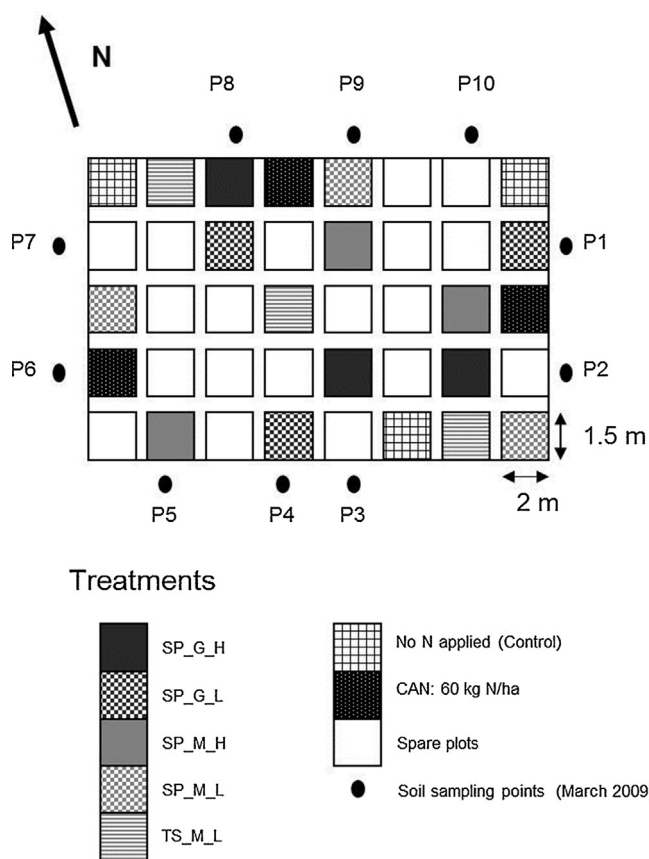 N
P8 P9 P10
P7 P1
P6 P2
1.5 m
2 m
P5 P4 P3
Treatments
SP_G_H
SP_G_L
SP_M_H
SP_M_L
TS_M_L
No N applied (Control)
CAN: 60 kg N/ha
Spare plots
Soil sampling points (March 2009